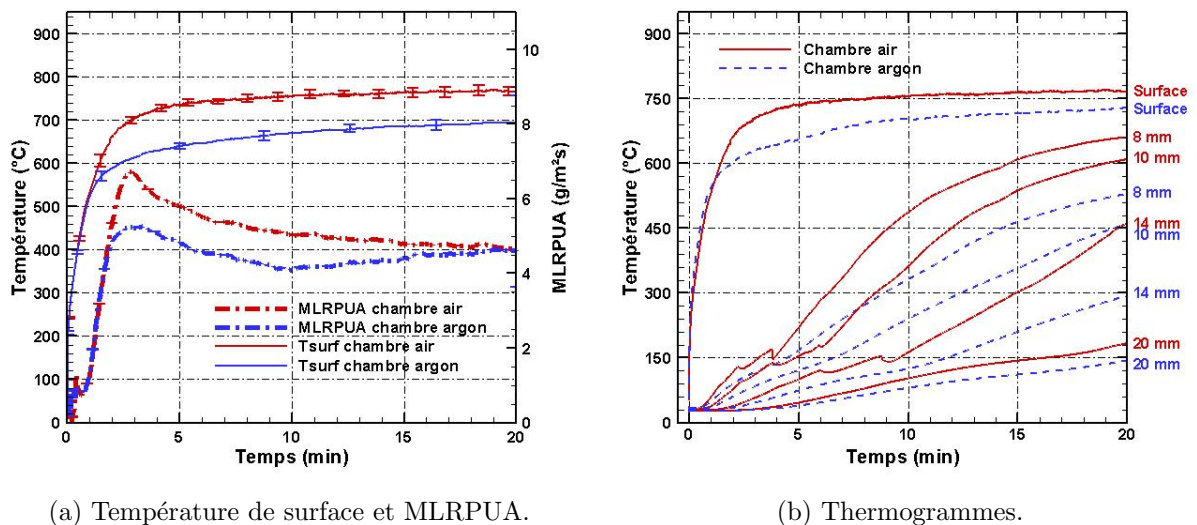 900
800
700
600
500
400
300
200
100
0
Température (°C)
10
8
6
4
2
0
MLRPUA (g/m²s)
MLRPUA chambre air
MLRPUA chambre argon
Tsurf chambre air
Tsurf chambre argon
0 5 10 15 20
Temps (min)
(a) Température de surface et MLRPUA.
900
750
600
450
300
150
0
Température (°C)
Chambre air
Chambre argon
Surface
Surface
8 mm
10 mm
8 mm
14 mm
10 mm
14 mm
20 mm
20 mm
0 5 10 15 20
Temps (min)
(b) Thermogrammes.